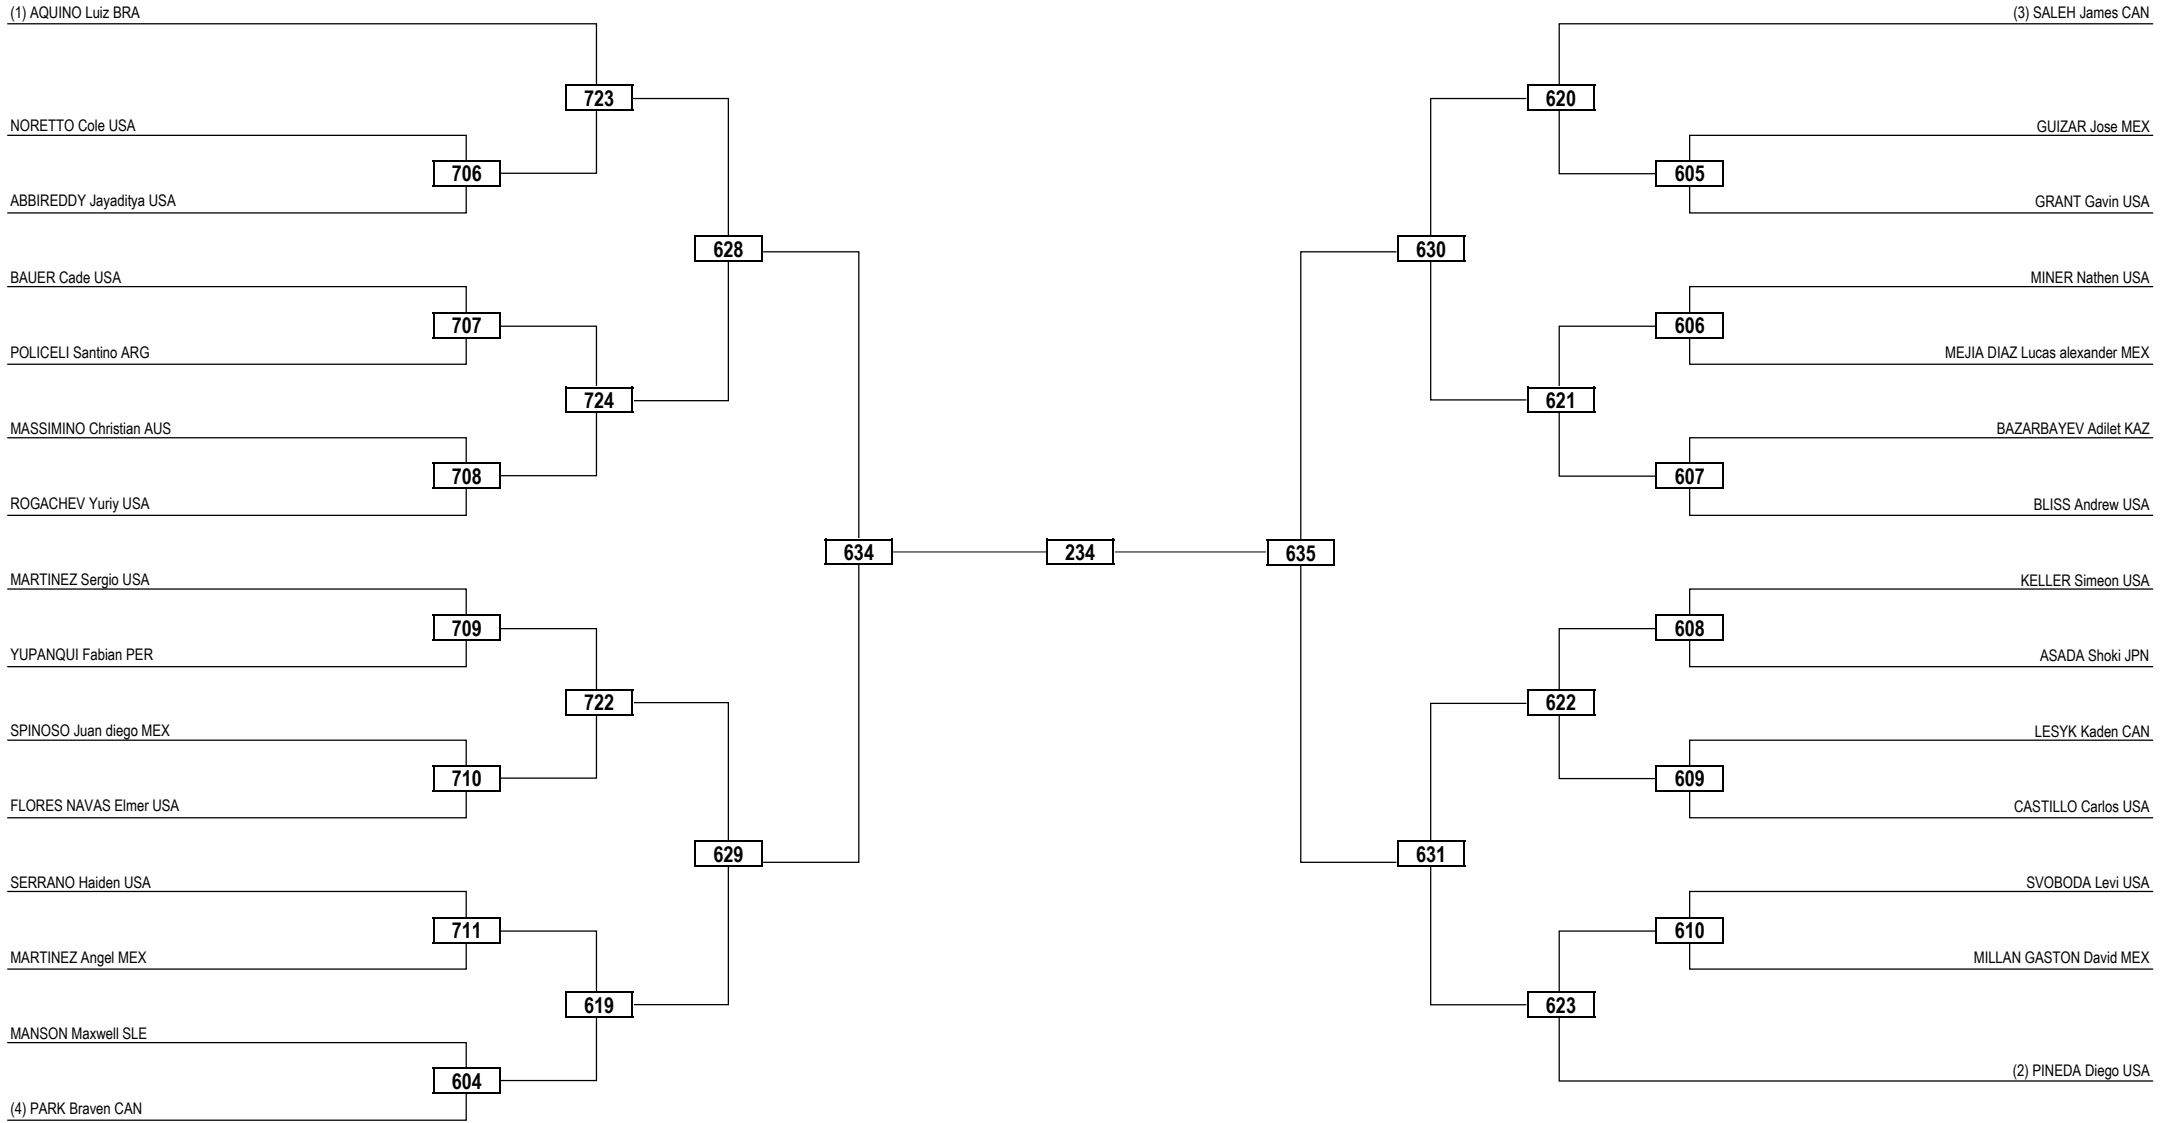 (1) AQUINO Luiz BRA
(3) SALEH James CAN
723
620
NORETTO Cole USA
GUIZAR Jose MEX
706
605
ABBIREDDY Jayaditya USA
GRANT Gavin USA
628
630
BAUER Cade USA
MINER Nathen USA
707
606
POLICELI Santino ARG
MEJIA DIAZ Lucas alexander MEX
724
621
MASSIMINO Christian AUS
BAZARBAYEV Adilet KAZ
708
607
ROGACHEV Yuriy USA
BLISS Andrew USA
634
234
635
MARTINEZ Sergio USA
KELLER Simeon USA
709
608
YUPANQUI Fabian PER
ASADA Shoki JPN
722
622
SPINOSO Juan diego MEX
LESYK Kaden CAN
710
609
FLORES NAVAS Elmer USA
CASTILLO Carlos USA
629
631
SERRANO Haiden USA
SVOBODA Levi USA
711
610
MARTINEZ Angel MEX
MILLAN GASTON David MEX
619
623
MANSON Maxwell SLE
604
(2) PINEDA Diego USA
(4) PARK Braven CAN